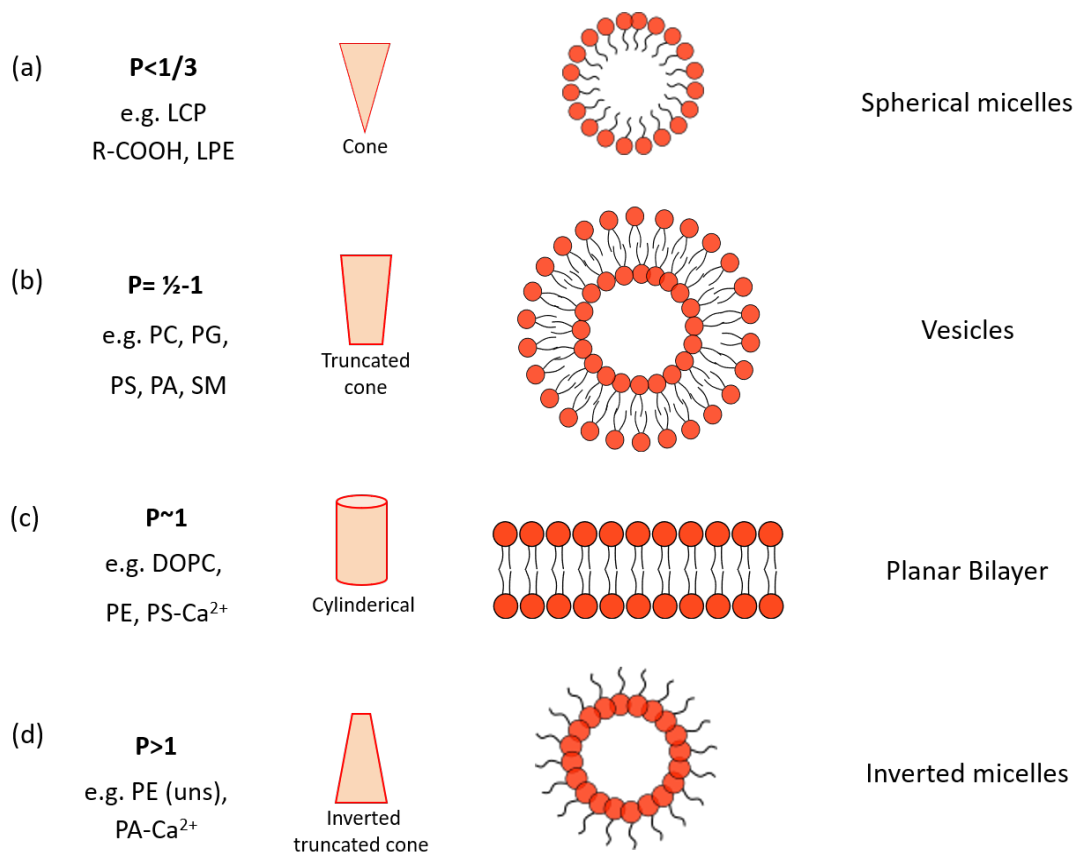 (a)
P<1/3
e.g. LCP
R-COOH, LPE
Cone
Spherical micelles
(b)
P= ½-1
e.g. PC, PG,
PS, PA, SM
Truncated
cone
Vesicles
(c)
P~1
e.g. DOPC,
PE, PS-Ca²⁺
Cylinderical
Planar Bilayer
(d)
P>1
e.g. PE (uns),
PA-Ca²⁺
Inverted
truncated cone
Inverted micelles